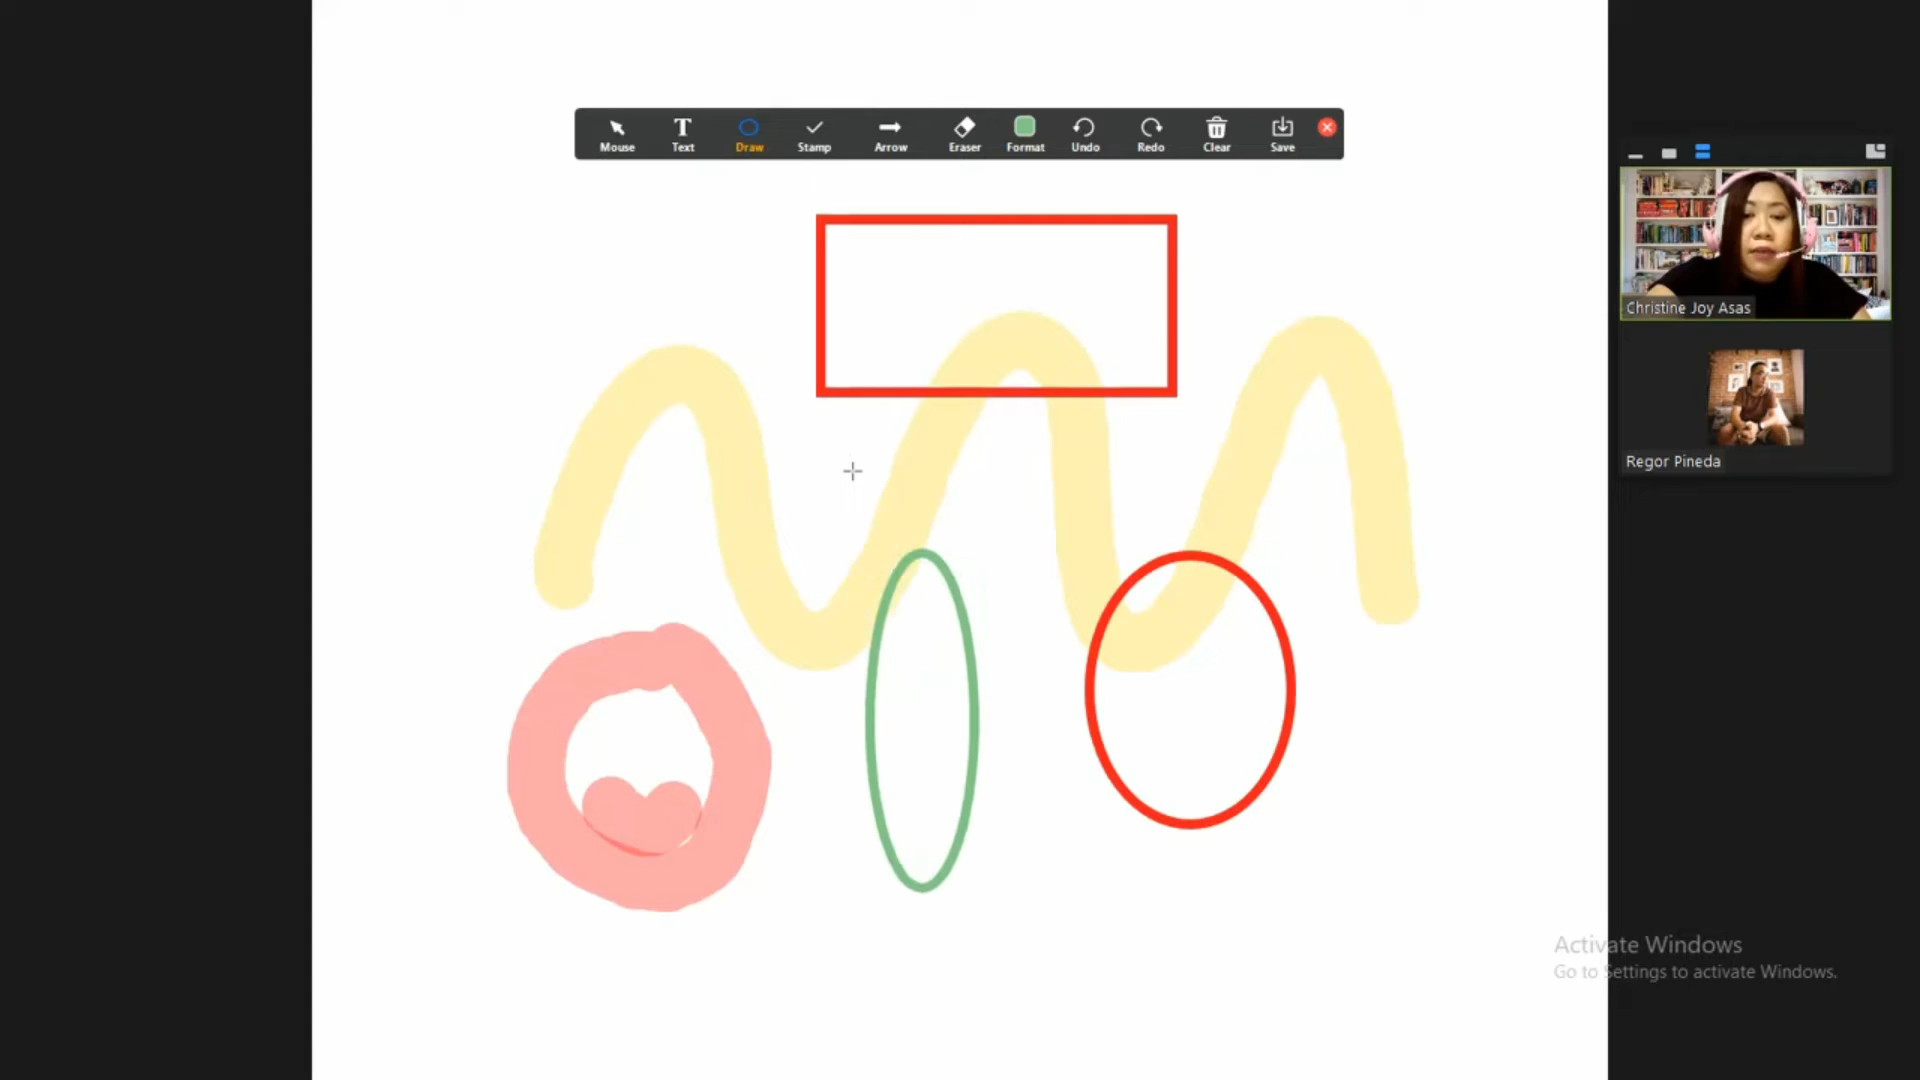 Mouse Text Draw Stamp Arrow Eraser Format Undo Redo Clear Save
Christine Joy Asas
Regor Pineda
Activate Windows
Go to Settings to activate Windows.